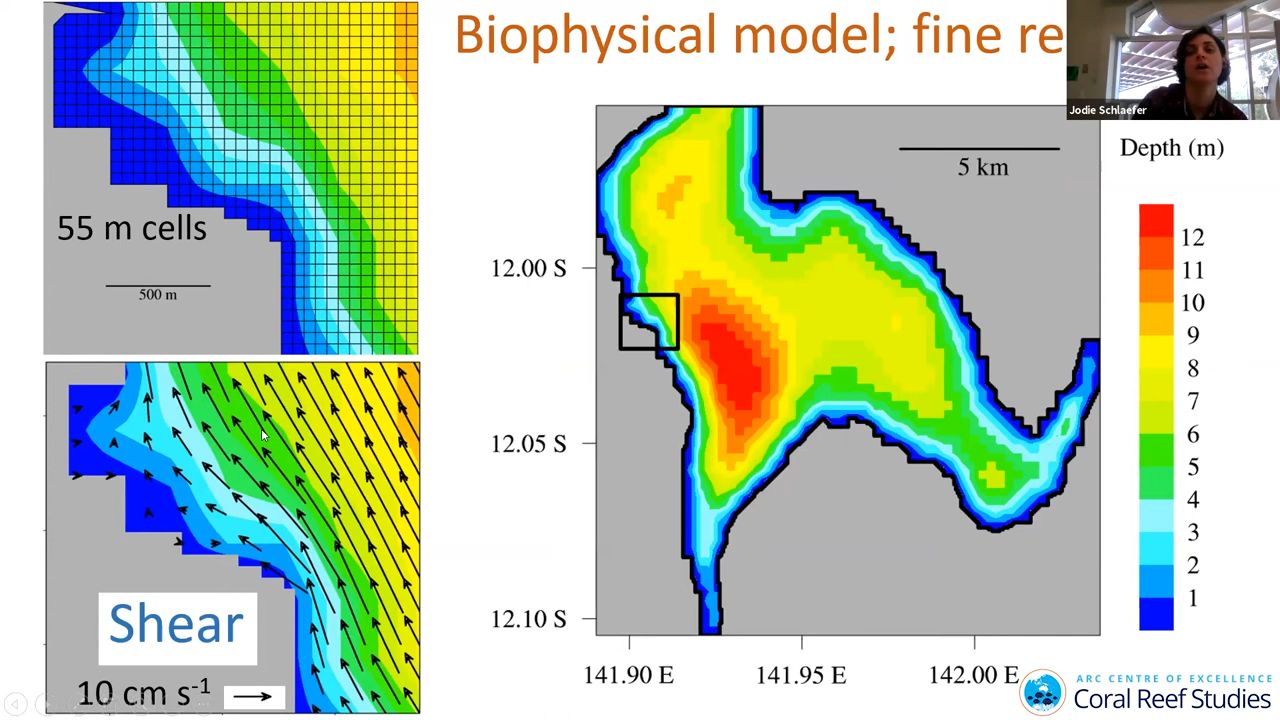 Biophysical model; fine re
Jodie Schlaefer
55 m cells
500 m
Shear
10 cm s-1
5 km
12.00 S
12.05 S
12.10 S
141.90 E
141.95 E
142.00 E
Depth (m)
12
11
10
9
8
7
6
5
4
3
2
1
ARC CENTRE OF EXCELLENCE
Coral Reef Studies